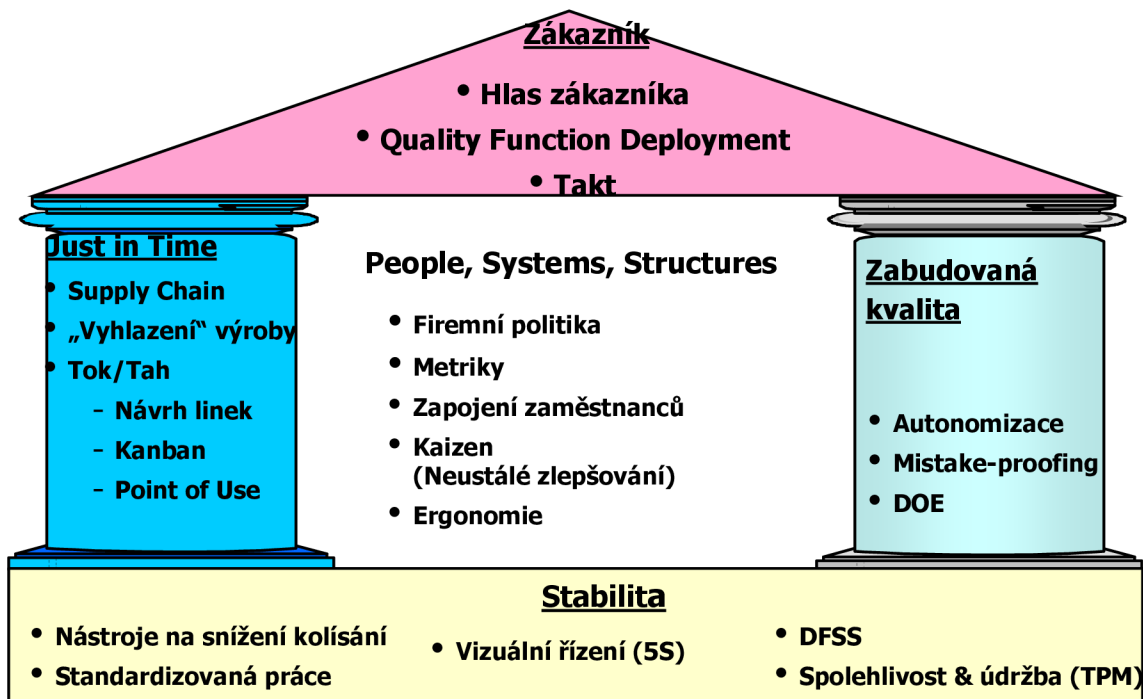 Zákazník
• Hlas zákazníka
• Quality Function Deployment
• Takt
Just in Time
• Supply Chain
• „Vyhlazení“ výroby
• Tok/Tah
– Návrh linek
– Kanban
– Point of Use
People, Systems, Structures
• Firemní politika
• Metriky
• Zapojení zaměstnanců
• Kaizen
(Neustálé zlepšování)
• Ergonomie
Zabudovaná
kvalita
• Autonomizace
• Mistake-proofing
• DOE
Stabilita
• Nástroje na snížení kolísání
• Standardizovaná práce
• Vizuální řízení (5S)
• DFSS
• Spolehlivost & údržba (TPM)